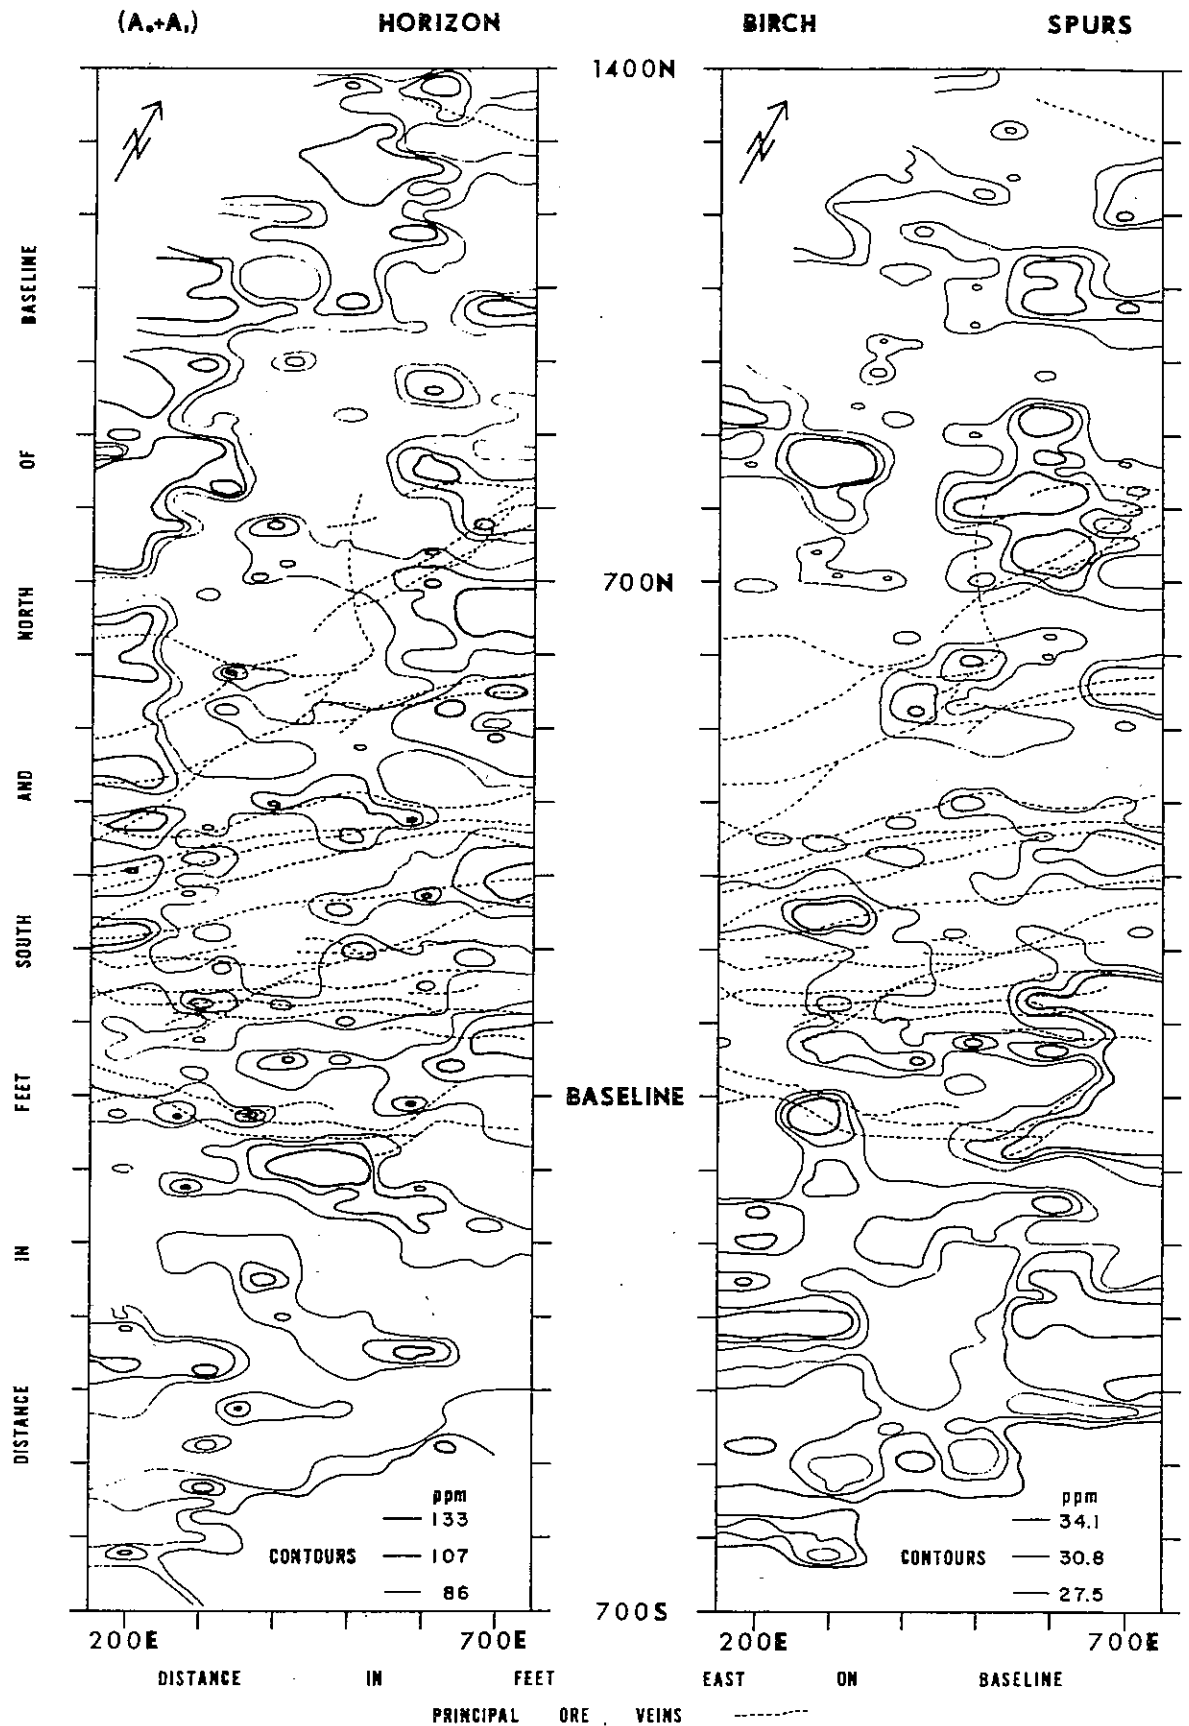 (A₀+A₁) HORIZON BIRCH SPURS
1400N
N N
DISTANCE IN FEET SOUTH AND NORTH OF BASELINE
700N
BASELINE
ppm ppm
133 34.1
CONTOURS 107 CONTOURS 30.8
86 27.5
700S
200E 700E 200E 700E
DISTANCE IN FEET EAST ON BASELINE
PRINCIPAL ORE VEINS